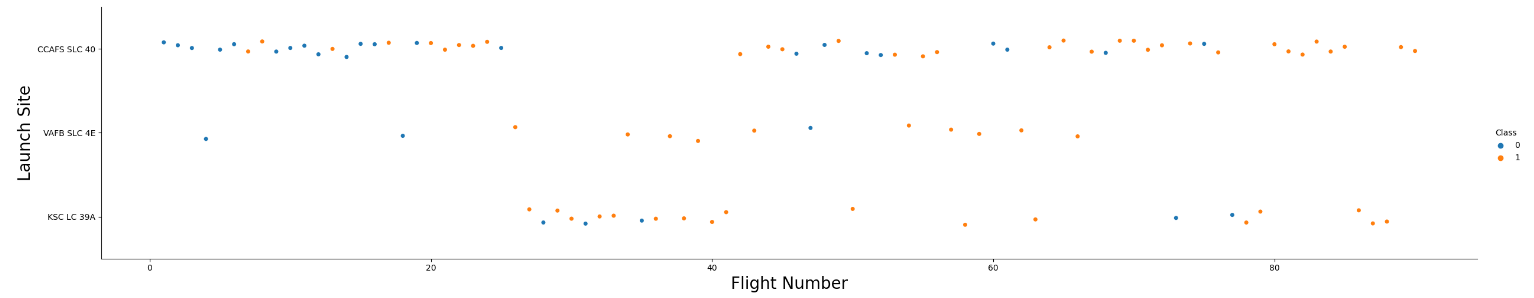 Launch Site
CCAFS SLC 40
VAFB SLC 4E
KSC LC 39A
0 20 40 60 80
Flight Number
Class
0
1